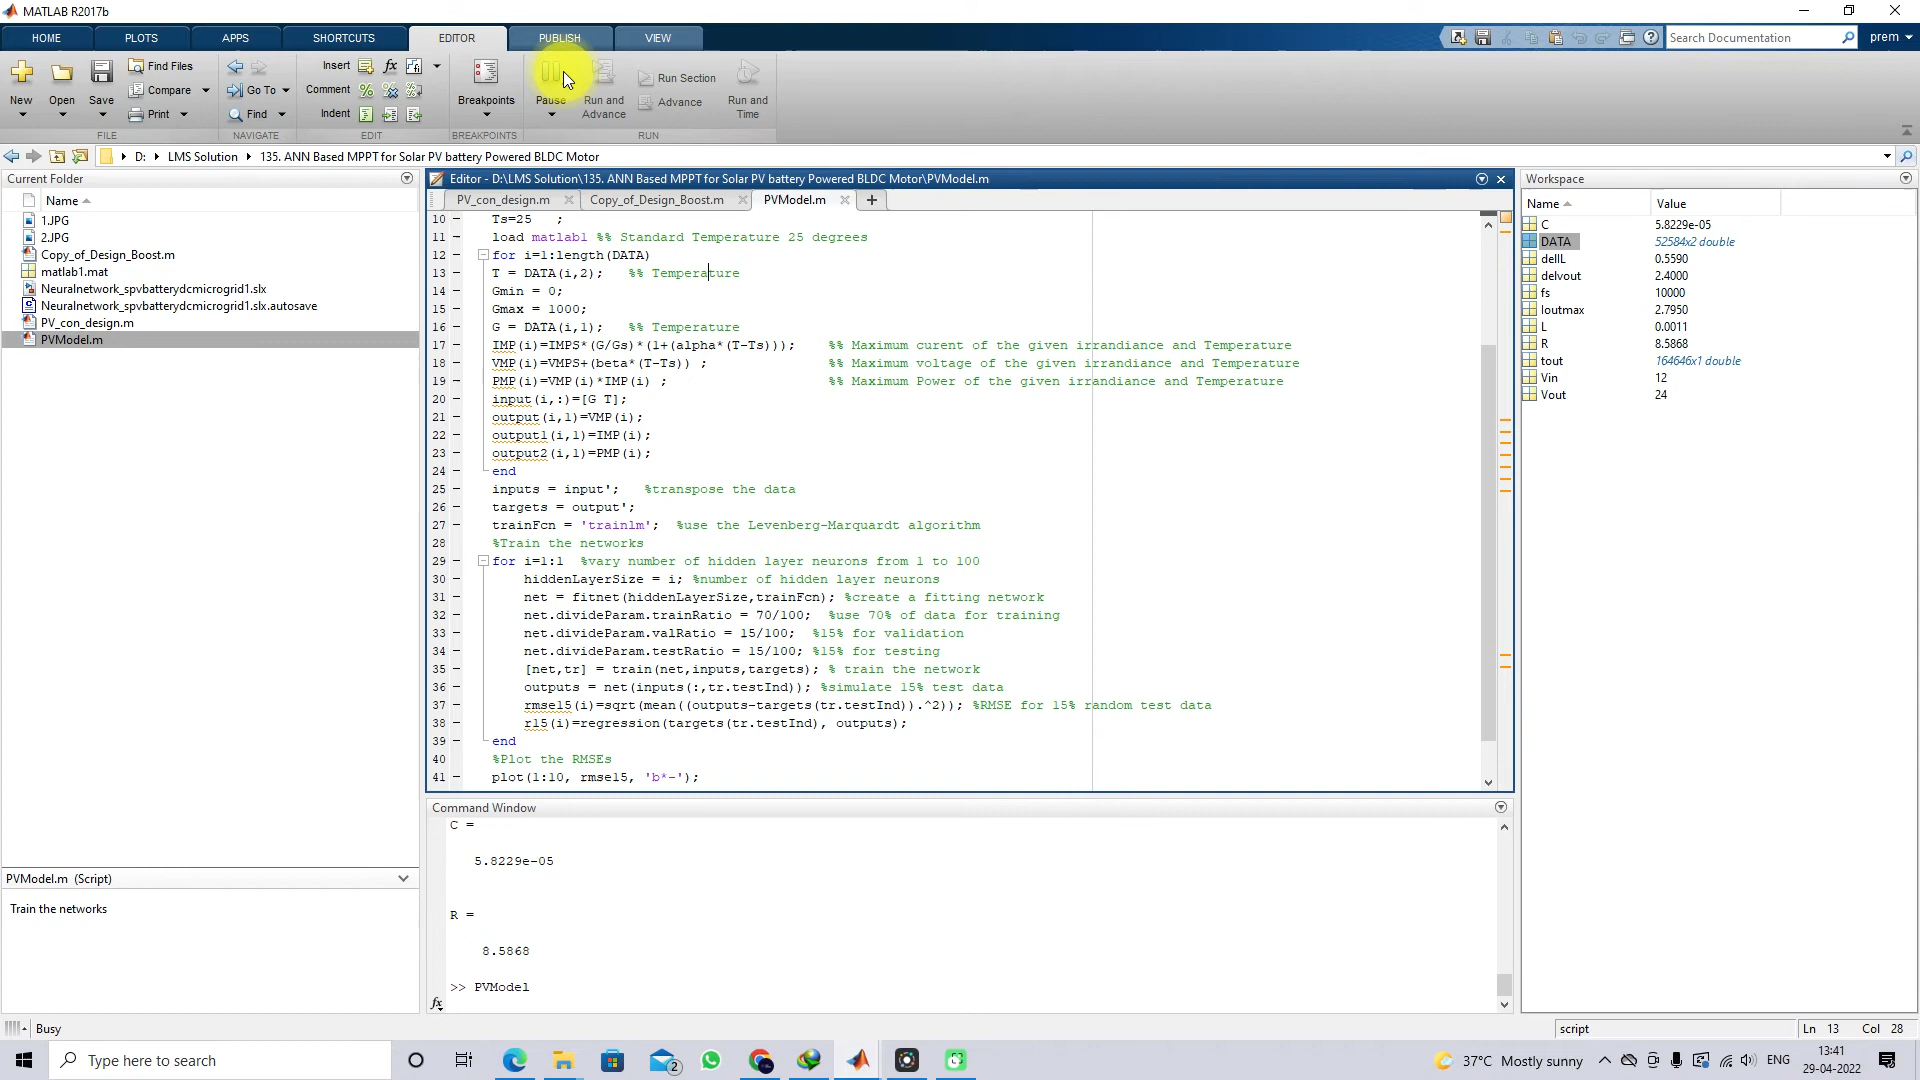 MATLAB R2017b
HOME PLOTS APPS SHORTCUTS EDITOR PUBLISH VIEW
Search Documentation
prem
New Open Save
Find Files
Compare
Print
Go To
Find
Insert fx
Comment
Indent
Breakpoints
Pause
Run and Advance
Run Section
Advance
Run and Time
FILE NAVIGATE EDIT BREAKPOINTS RUN
D: LMS Solution 135. ANN Based MPPT for Solar PV battery Powered BLDC Motor
Current Folder
Name
1.JPG
2.JPG
Copy_of_Design_Boost.m
matlab1.mat
Neuralnetwork_spvbatterydcmicrogrid1.slx
Neuralnetwork_spvbatterydcmicrogrid1.slx.autosave
PV_con_design.m
PVModel.m
PVModel.m (Script)
Train the networks
Editor - D:\LMS Solution\135. ANN Based MPPT for Solar PV battery Powered BLDC Motor\PVModel.m
PV_con_design.m Copy_of_Design_Boost.m PVModel.m
10 - Ts=25 ;
11 - load matlab1 %% Standard Temperature 25 degrees
12 - for i=1:length(DATA)
13 - T = DATA(i,2); %% Temperature
14 - Gmin = 0;
15 - Gmax = 1000;
16 - G = DATA(i,1); %% Temperature
17 - IMP(i)=IMPS*(G/Gs)*(1+(alpha*(T-Ts))); %% Maximum curent of the given irrandiance and Temperature
18 - VMP(i)=VMPS+(beta*(T-Ts)) ; %% Maximum voltage of the given irrandiance and Temperature
19 - PMP(i)=VMP(i)*IMP(i) ; %% Maximum Power of the given irrandiance and Temperature
20 - input(i,:)=[G T];
21 - output(i,1)=VMP(i);
22 - output1(i,1)=IMP(i);
23 - output2(i,1)=PMP(i);
24 - end
25 - inputs = input'; %transpose the data
26 - targets = output';
27 - trainFcn = 'trainlm'; %use the Levenberg-Marquardt algorithm
28 %Train the networks
29 - for i=1:1 %vary number of hidden layer neurons from 1 to 100
30 - hiddenLayerSize = i; %number of hidden layer neurons
31 - net = fitnet(hiddenLayerSize,trainFcn); %create a fitting network
32 - net.divideParam.trainRatio = 70/100; %use 70% of data for training
33 - net.divideParam.valRatio = 15/100; %15% for validation
34 - net.divideParam.testRatio = 15/100; %15% for testing
35 - [net,tr] = train(net,inputs,targets); % train the network
36 - outputs = net(inputs(:,tr.testInd)); %simulate 15% test data
37 - rmse15(i)=sqrt(mean((outputs-targets(tr.testInd)).^2)); %RMSE for 15% random test data
38 - r15(i)=regression(targets(tr.testInd), outputs);
39 - end
40 %Plot the RMSEs
41 - plot(1:10, rmse15, 'b*-');
Command Window
C =
5.8229e-05
R =
8.5868
>> PVModel
fx
Workspace
Name Value
C 5.8229e-05
DATA 52584x2 double
dellL 0.5590
delvout 2.4000
fs 10000
Ioutmax 2.7950
L 0.0011
R 8.5868
tout 164646x1 double
Vin 12
Vout 24
Busy
script
Ln 13 Col 28
Type here to search
2
37°C Mostly sunny
ENG
13:41
29-04-2022